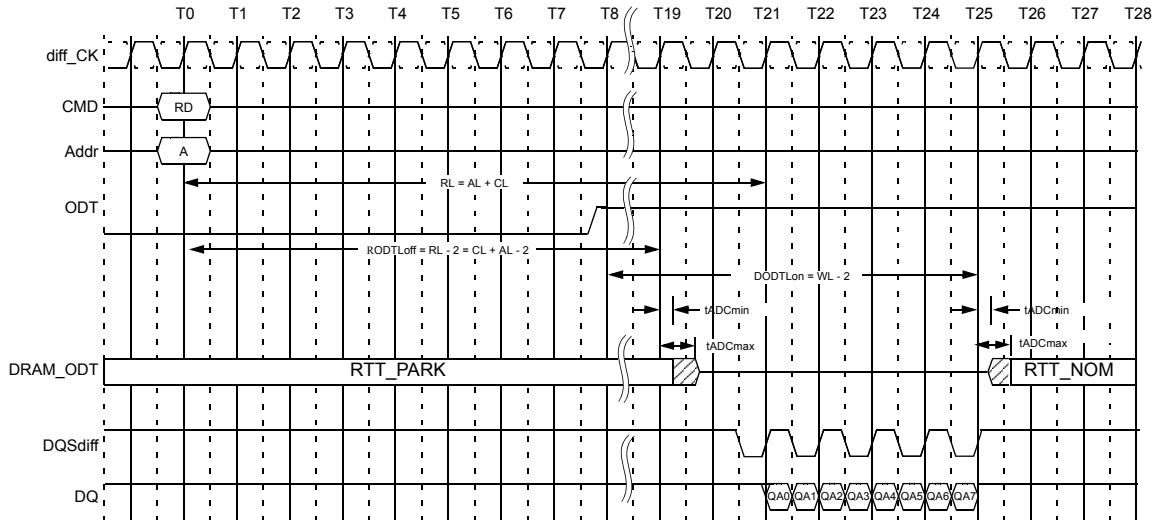 T0 T1 T2 T3 T4 T5 T6 T7 T8 T19 T20 T21 T22 T23 T24 T25 T26 T27 T28
diff_CK
CMD RD
Addr A
RL = AL + CL
ODT
RODTLoff = RL - 2 = CL + AL - 2
DODTLon = WL - 2
tADCmin tADCmin
tADCmax tADCmax
DRAM_ODT RTT_PARK RTT_NOM
DQSdiff
DQ QA0 QA1 QA2 QA3 QA4 QA5 QA6 QA7